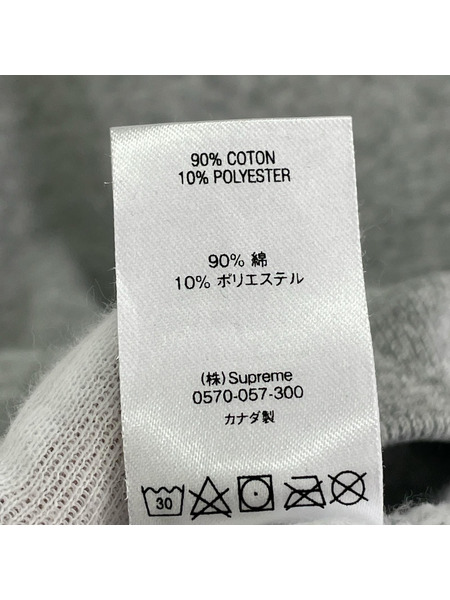 90% COTON
10% POLYESTER
90% 綿
10% ポリエステル
(株) Supreme
0570-057-300
カナダ製
30